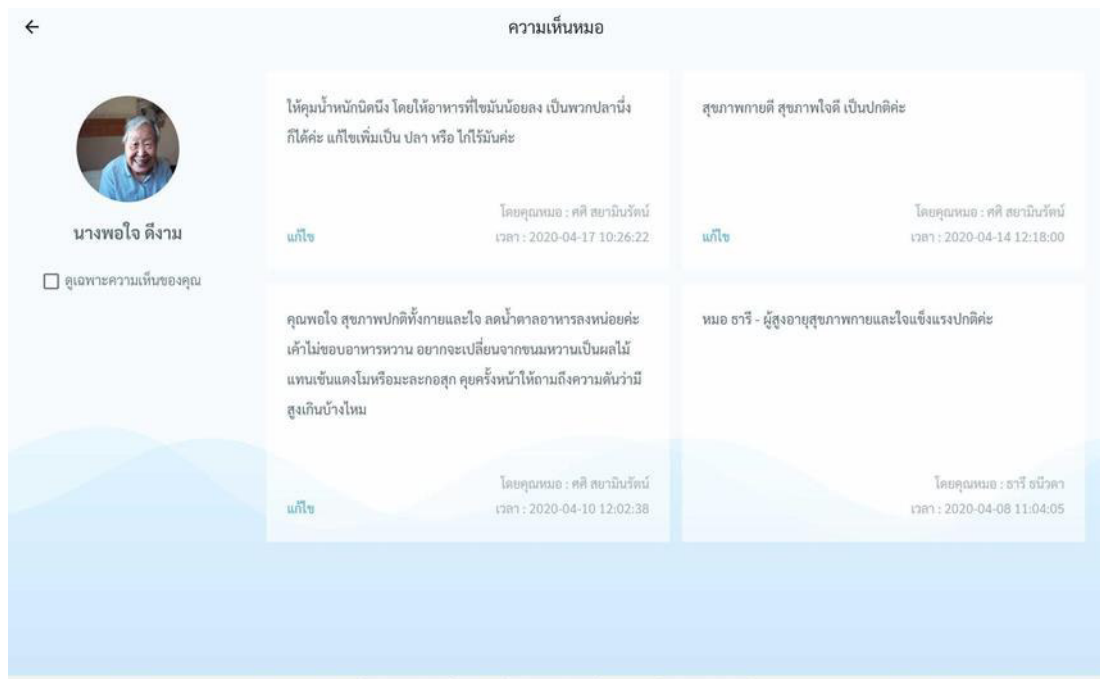 ความเห็นหมอ
นางพอใจ ดีงาม
ดูเฉพาะความเห็นของคุณ
ให้คุมน้ำหนักนิดนึง โดยให้อาหารที่ไขมันน้อยลง เป็นพวกปลานึ่ง
ก็ได้ค่ะ แก้ไขเพิ่มเป็น ปลา หรือ ไก่ไร้มันค่ะ
โดยคุณหมอ : ศศิ สยามินรัตน์
แก้ไข
เวลา : 2020-04-17 10:26:22
สุขภาพกายดี สุขภาพใจดี เป็นปกติค่ะ
โดยคุณหมอ : ศศิ สยามินรัตน์
แก้ไข
เวลา : 2020-04-14 12:18:00
คุณพอใจ สุขภาพปกติทั้งกายและใจ ลดน้ำตาลอาหารลงหน่อยค่ะ
เค้าไม่ชอบอาหารหวาน อยากจะเปลี่ยนจากขนมหวานเป็นผลไม้
แทนเช้นแตงโมหรือมะละกอสุก คุยครั้งหน้าให้ถามถึงความดันว่ามี
สูงเกินบ้างไหม
โดยคุณหมอ : ศศิ สยามินรัตน์
แก้ไข
เวลา : 2020-04-10 12:02:38
หมอ ธารี - ผู้สูงอายุสุขภาพกายและใจแข็งแรงปกติค่ะ
โดยคุณหมอ : ธารี ธนีวดา
เวลา : 2020-04-08 11:04:05